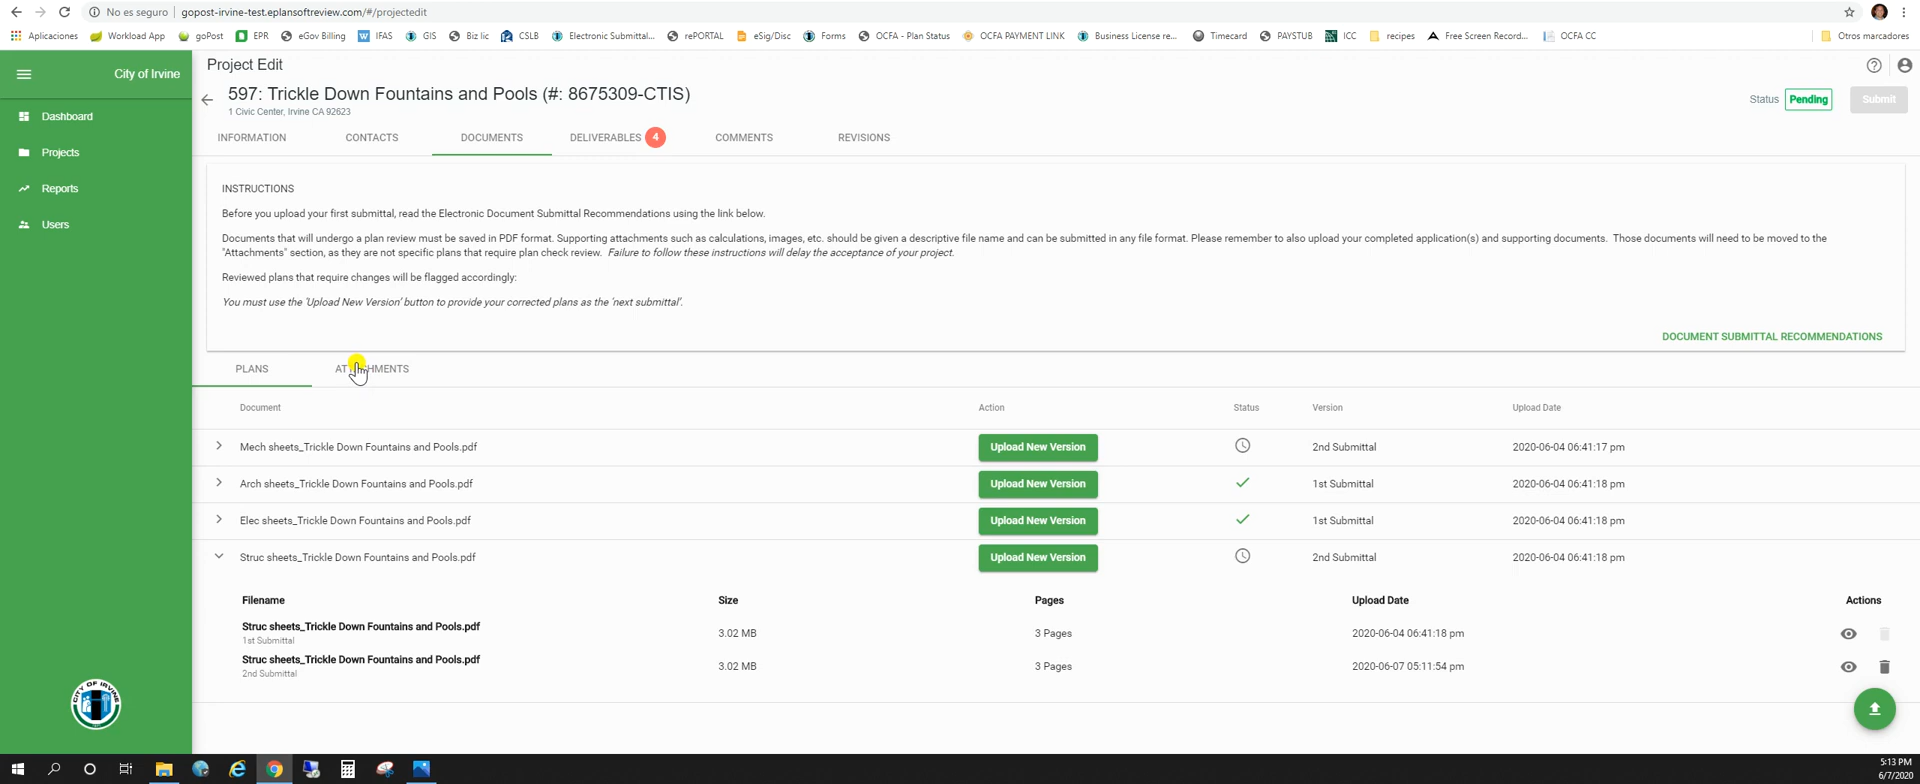 No es seguro | gopost-irvine-test.eplansoftreview.com/#/projectedit
Aplicaciones Workload App goPost EPR eGov Billing IFAS GIS Biz lic CSLB Electronic Submittal... rePORTAL eSig/Disc Forms OCFA - Plan Status OCFA PAYMENT LINK Business License re... Timecard PAYSTUB ICC recipes Free Screen Record... OCFA CC Otros marcadores
City of Irvine
Dashboard
Projects
Reports
Users
CITY OF IRVINE
Project Edit
597: Trickle Down Fountains and Pools (#: 8675309-CTIS)
1 Civic Center, Irvine CA 92623
Status Pending Submit
INFORMATION CONTACTS DOCUMENTS DELIVERABLES 4 COMMENTS REVISIONS
INSTRUCTIONS
Before you upload your first submittal, read the Electronic Document Submittal Recommendations using the link below.
Documents that will undergo a plan review must be saved in PDF format. Supporting attachments such as calculations, images, etc. should be given a descriptive file name and can be submitted in any file format. Please remember to also upload your completed application(s) and supporting documents. Those documents will need to be moved to the
"Attachments" section, as they are not specific plans that require plan check review. Failure to follow these instructions will delay the acceptance of your project.
Reviewed plans that require changes will be flagged accordingly:
You must use the 'Upload New Version' button to provide your corrected plans as the 'next submittal'.
DOCUMENT SUBMITTAL RECOMMENDATIONS
PLANS ATTACHMENTS
Document Action Status Version Upload Date
Mech sheets_Trickle Down Fountains and Pools.pdf Upload New Version 2nd Submittal 2020-06-04 06:41:17 pm
Arch sheets_Trickle Down Fountains and Pools.pdf Upload New Version 1st Submittal 2020-06-04 06:41:18 pm
Elec sheets_Trickle Down Fountains and Pools.pdf Upload New Version 1st Submittal 2020-06-04 06:41:18 pm
Struc sheets_Trickle Down Fountains and Pools.pdf Upload New Version 2nd Submittal 2020-06-04 06:41:18 pm
Filename Size Pages Upload Date Actions
Struc sheets_Trickle Down Fountains and Pools.pdf 3.02 MB 3 Pages 2020-06-04 06:41:18 pm
1st Submittal
Struc sheets_Trickle Down Fountains and Pools.pdf 3.02 MB 3 Pages 2020-06-07 05:11:54 pm
2nd Submittal
5:13 PM
6/7/2020